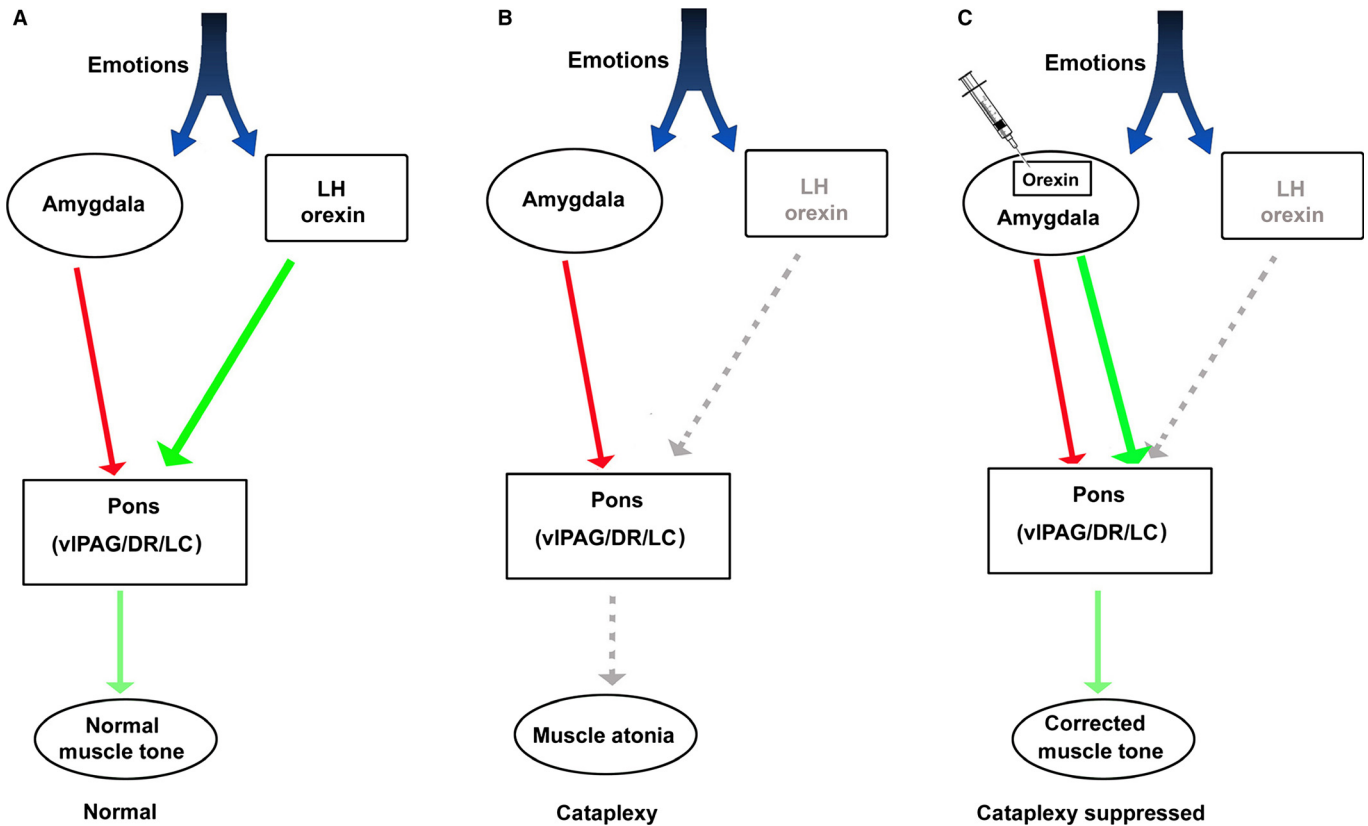 A
Emotions
Amygdala
LH
orexin
Pons
(vlPAG/DR/LC)
Normal
muscle tone
Normal
B
Emotions
Amygdala
LH
orexin
Pons
(vlPAG/DR/LC)
Muscle atonia
Cataplexy
C
Emotions
Orexin
Amygdala
LH
orexin
Pons
(vlPAG/DR/LC)
Corrected
muscle tone
Cataplexy suppressed